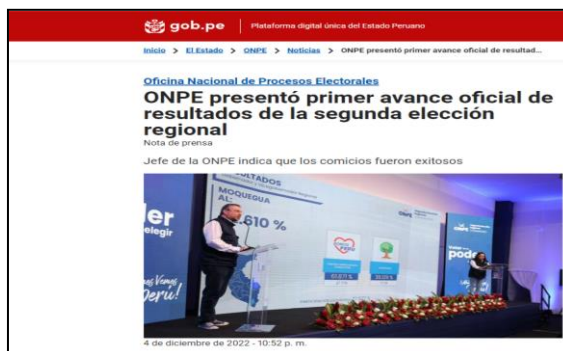 gob.pe | Plataforma digital única del Estado Peruano
Inicio > El Estado > ONPE > Noticias > ONPE presentó primer avance oficial de resultad...
Oficina Nacional de Procesos Electorales
ONPE presentó primer avance oficial de
resultados de la segunda elección
regional
Nota de prensa
Jefe de la ONPE indica que los comicios fueron exitosos
MOQUEGUA
AL:
.610 %
elegir
4 de diciembre de 2022 - 10:52 p. m.